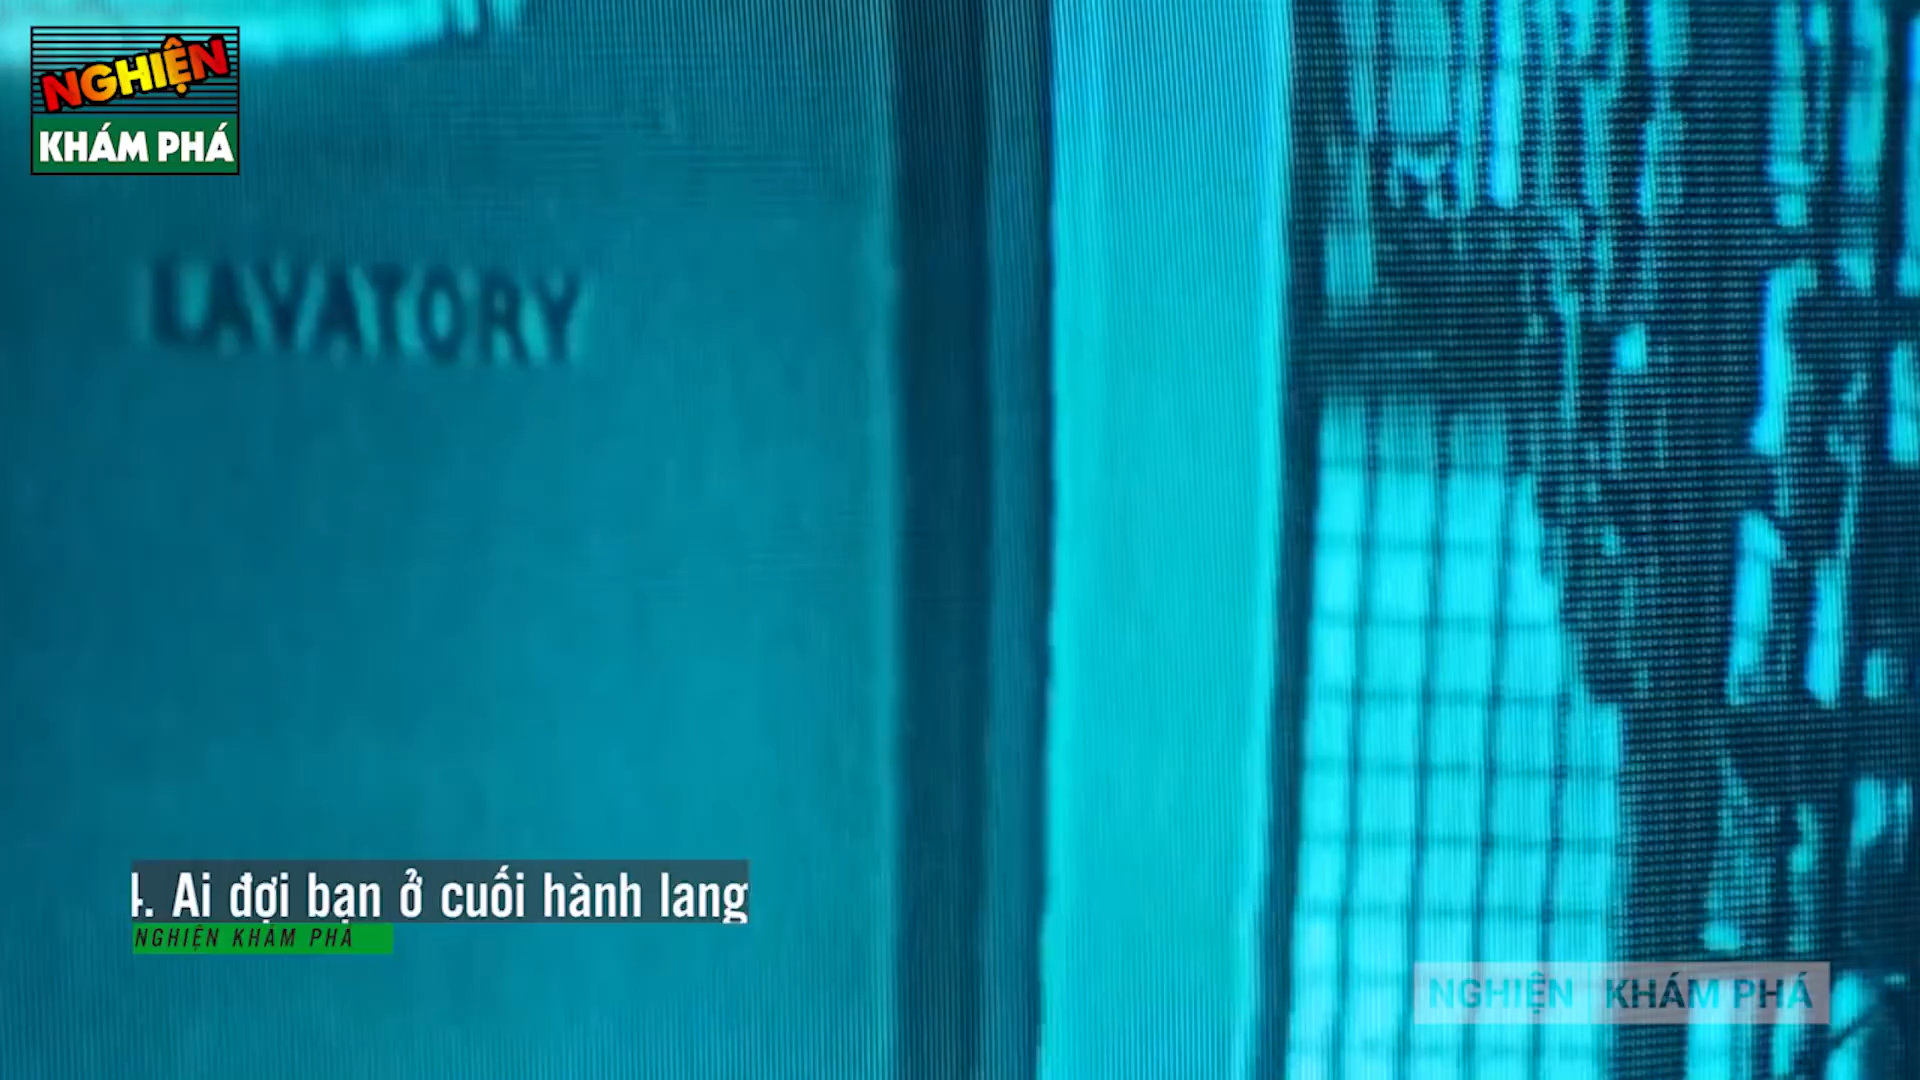 NGHIỆN
KHÁM PHÁ
LAVATORY
4. Ai đợi bạn ở cuối hành lang
NGHIỆN KHÁM PHÁ
NGHIỆN KHÁM PHÁ